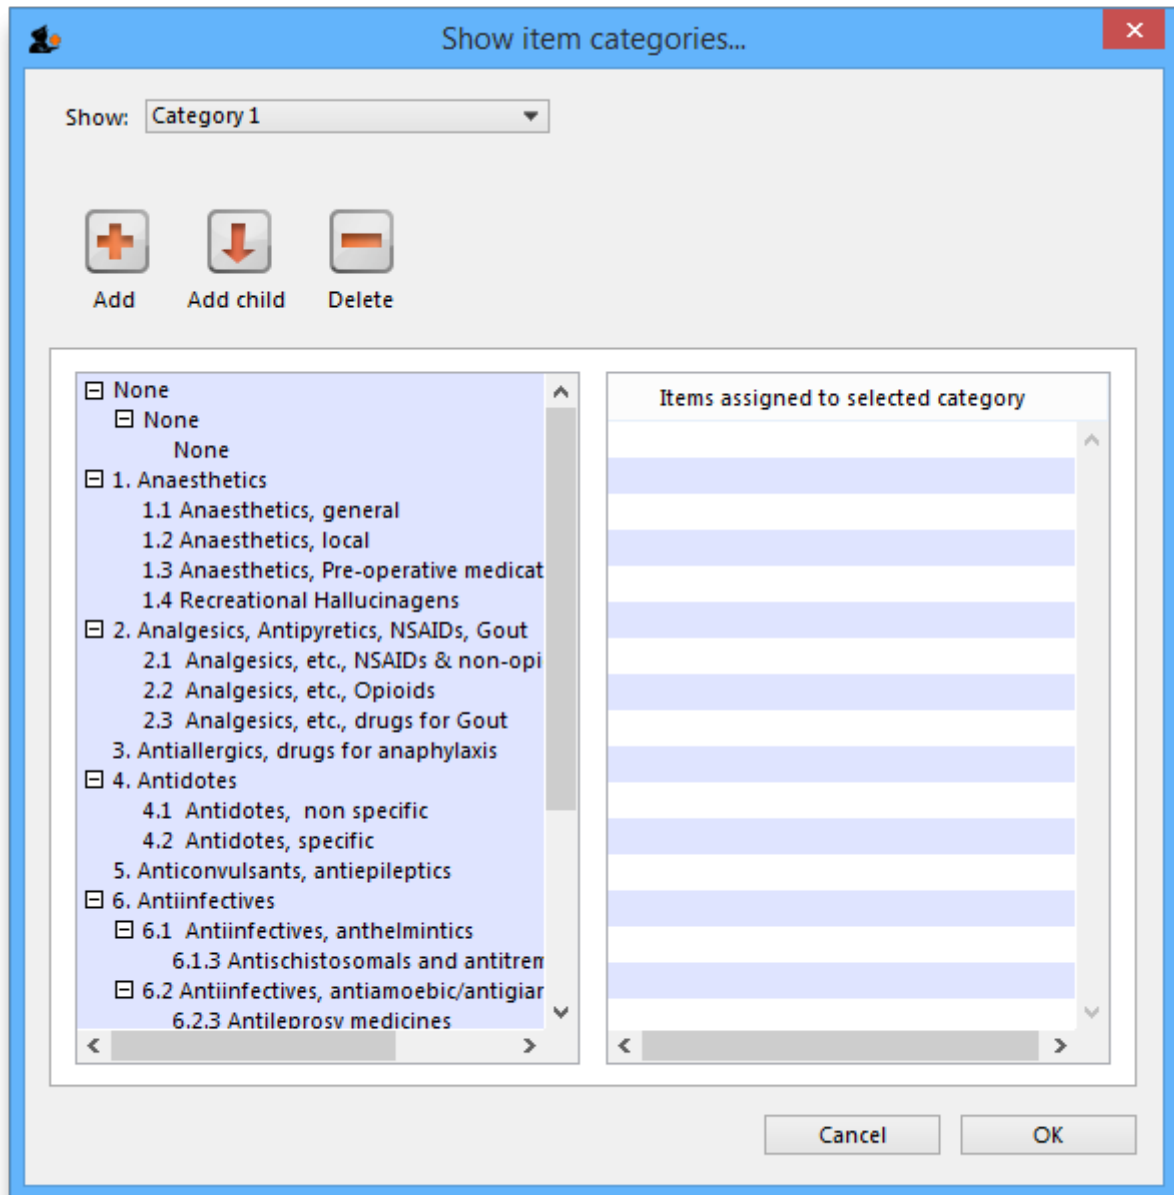 Show item categories...
Show: Category 1
Add Add child Delete
None
None
None
1. Anaesthetics
1.1 Anaesthetics, general
1.2 Anaesthetics, local
1.3 Anaesthetics, Pre-operative medicat
1.4 Recreational Hallucinagens
2. Analgesics, Antipyretics, NSAIDs, Gout
2.1 Analgesics, etc., NSAIDs & non-opi
2.2 Analgesics, etc., Opioids
2.3 Analgesics, etc., drugs for Gout
3. Antiallergics, drugs for anaphylaxis
4. Antidotes
4.1 Antidotes, non specific
4.2 Antidotes, specific
5. Anticonvulsants, antiepileptics
6. Antiinfectives
6.1 Antiinfectives, anthelmintics
6.1.3 Antischistosomals and antitrem
6.2 Antiinfectives, antiamoebic/antigiar
6.2.3 Antileprosy medicines
Items assigned to selected category
Cancel OK